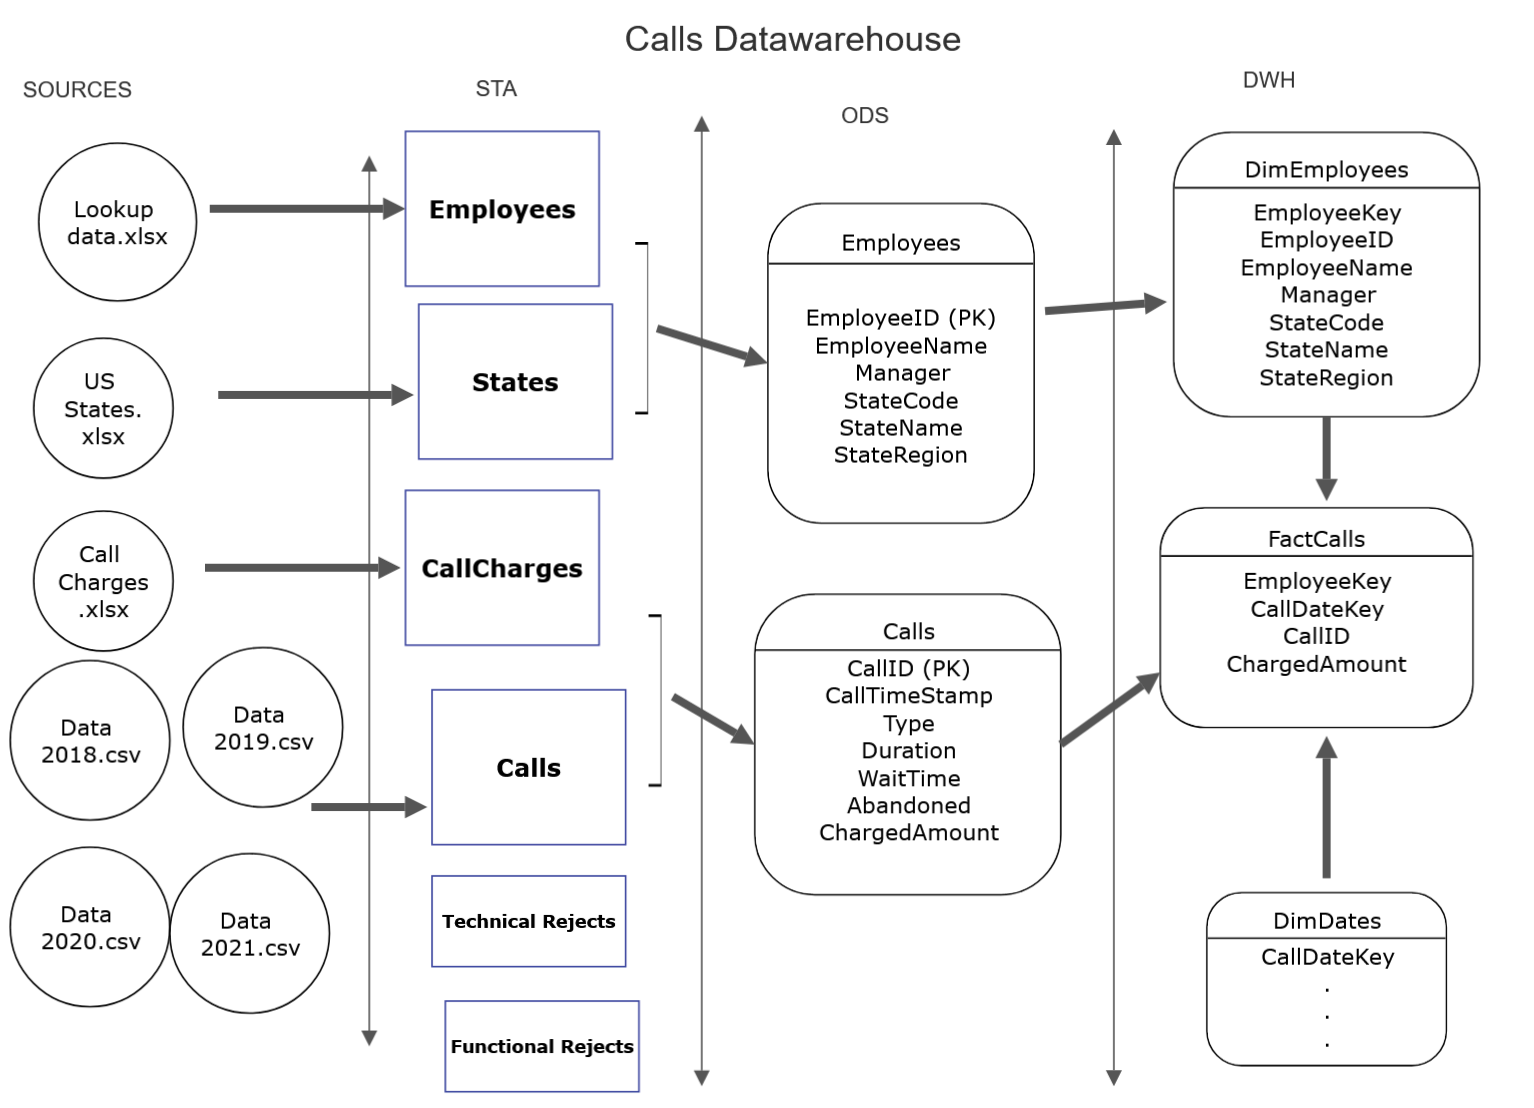 Calls Datawarehouse
SOURCES
STA
ODS
DWH
Lookup
data.xlsx
US
States.
xlsx
Call
Charges
.xlsx
Data
2018.csv
Data
2019.csv
Data
2020.csv
Data
2021.csv
Employees
States
CallCharges
Calls
Technical Rejects
Functional Rejects
Employees
EmployeeID (PK)
EmployeeName
Manager
StateCode
StateName
StateRegion
Calls
CallID (PK)
CallTimeStamp
Type
Duration
WaitTime
Abandoned
ChargedAmount
DimEmployees
EmployeeKey
EmployeeID
EmployeeName
Manager
StateCode
StateName
StateRegion
FactCalls
EmployeeKey
CallDateKey
CallID
ChargedAmount
DimDates
CallDateKey
.
.
.